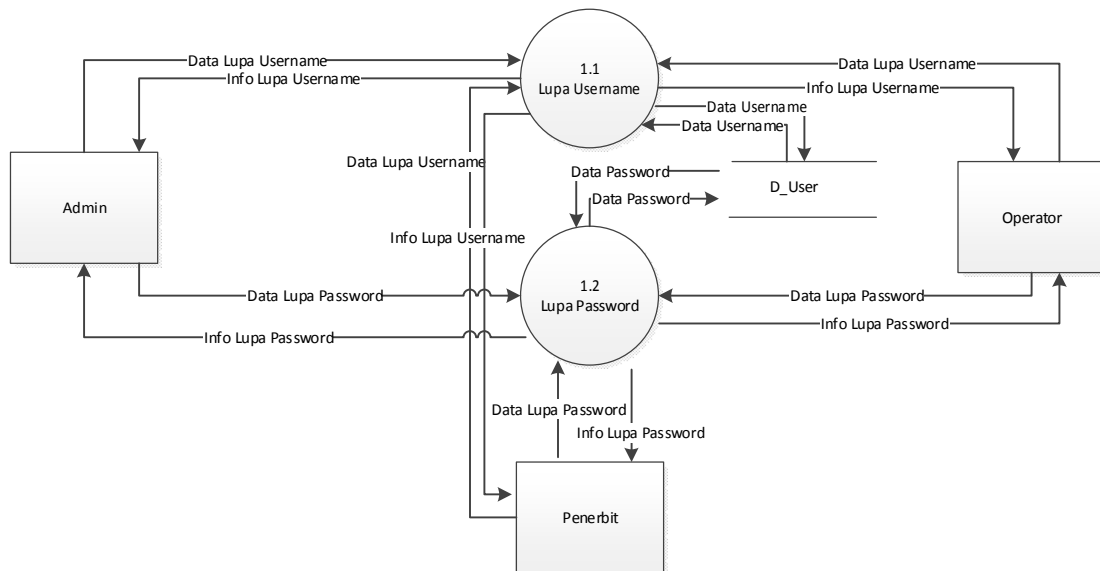 1.1
Lupa Username
Data Lupa Username
Info Lupa Username
Data Lupa Username
Info Lupa Username
Data Username
Data Username
Data Lupa Username
Data Password
Data Password
D_User
Admin
Operator
Info Lupa Username
1.2
Lupa Password
Data Lupa Password
Info Lupa Password
Data Lupa Password
Info Lupa Password
Data Lupa Password
Info Lupa Password
Penerbit